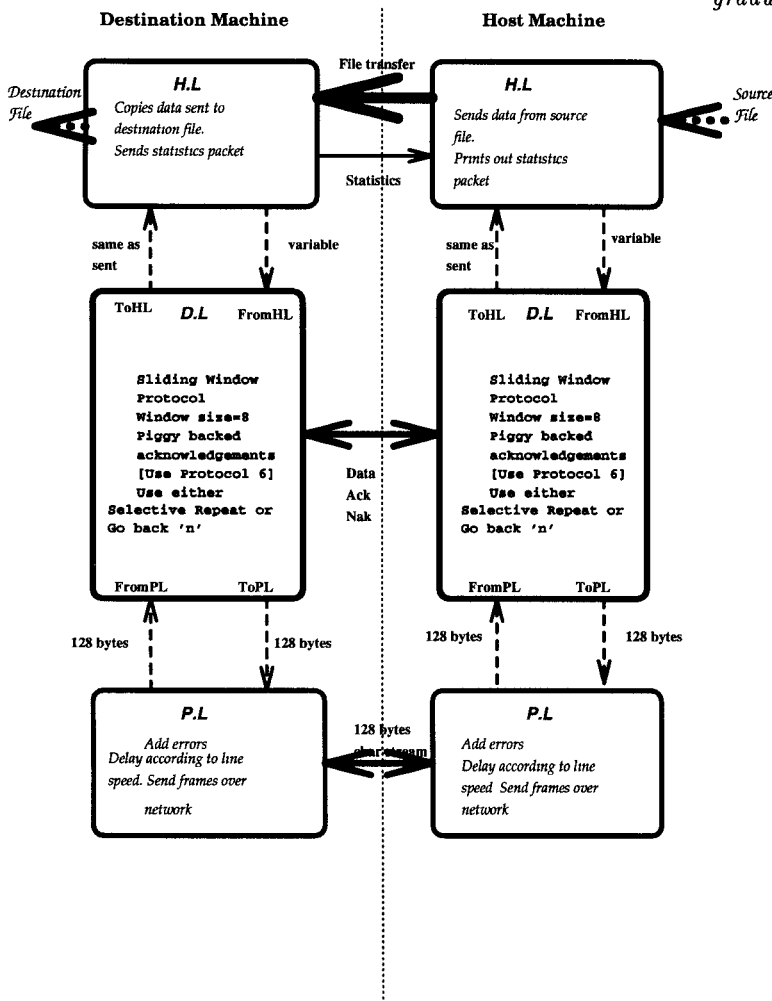 Destination Machine
Host Machine
Destination
File
H.L
Copies data sent to
destination file.
Sends statistics packet
File transfer
Statistics
H.L
Sends data from source
file.
Prints out statistics
packet
Source
File
same as
sent
variable
same as
sent
variable
ToHL
D.L
FromHL
Sliding Window
Protocol
Window size=8
Piggy backed
acknowledgements
[Use Protocol 6]
Use either
Selective Repeat or
Go back 'n'
FromPL
ToPL
Data
Ack
Nak
ToHL
D.L
FromHL
Sliding Window
Protocol
Window size=8
Piggy backed
acknowledgements
[Use Protocol 6]
Use either
Selective Repeat or
Go back 'n'
FromPL
ToPL
128 bytes
128 bytes
128 bytes
128 bytes
P.L
Add errors
Delay according to line
speed. Send frames over
network
128 bytes
char stream
P.L
Add errors
Delay according to line
speed Send frames over
network